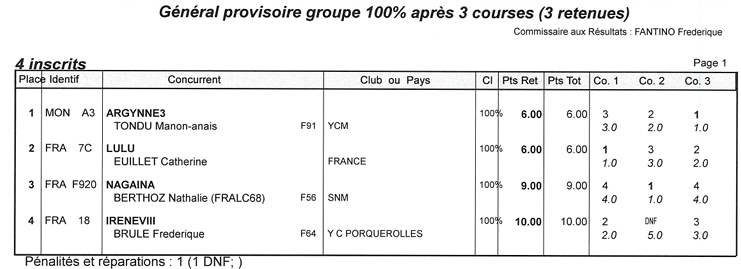 Général provisoire groupe 100% après 3 courses (3 retenues)
Commissaire aux Résultats : FANTINO Frederique
4 inscrits Page 1
Place Identif Concurrent Club ou Pays Cl Pts Ret Pts Tot Co. 1 Co. 2 Co. 3
1 MON A3 ARGYNNE3 100% 6.00 6.00 3 2 1
TONDU Manon-anais F91 YCM 3.0 2.0 1.0
2 FRA 7C LULU 100% 6.00 6.00 1 3 2
EUILLET Catherine FRANCE 1.0 3.0 2.0
3 FRA F920 NAGAINA 100% 9.00 9.00 4 1 4
BERTHOZ Nathalie (FRALC68) F56 SNM 4.0 1.0 4.0
4 FRA 18 IRENEVIII 100% 10.00 10.00 2 DNF 3
BRULE Frederique F64 Y C PORQUEROLLES 2.0 5.0 3.0
Pénalités et réparations : 1 (1 DNF; )